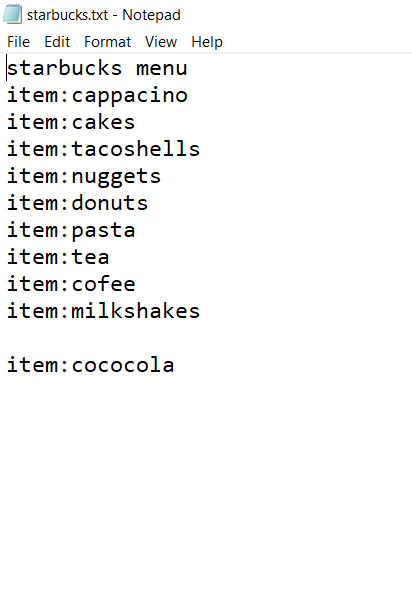 starbucks.txt - Notepad
File Edit Format View Help
starbucks menu
item:cappacino
item:cakes
item:tacoshells
item:nuggets
item:donuts
item:pasta
item:tea
item:cofee
item:milkshakes
item:cococola